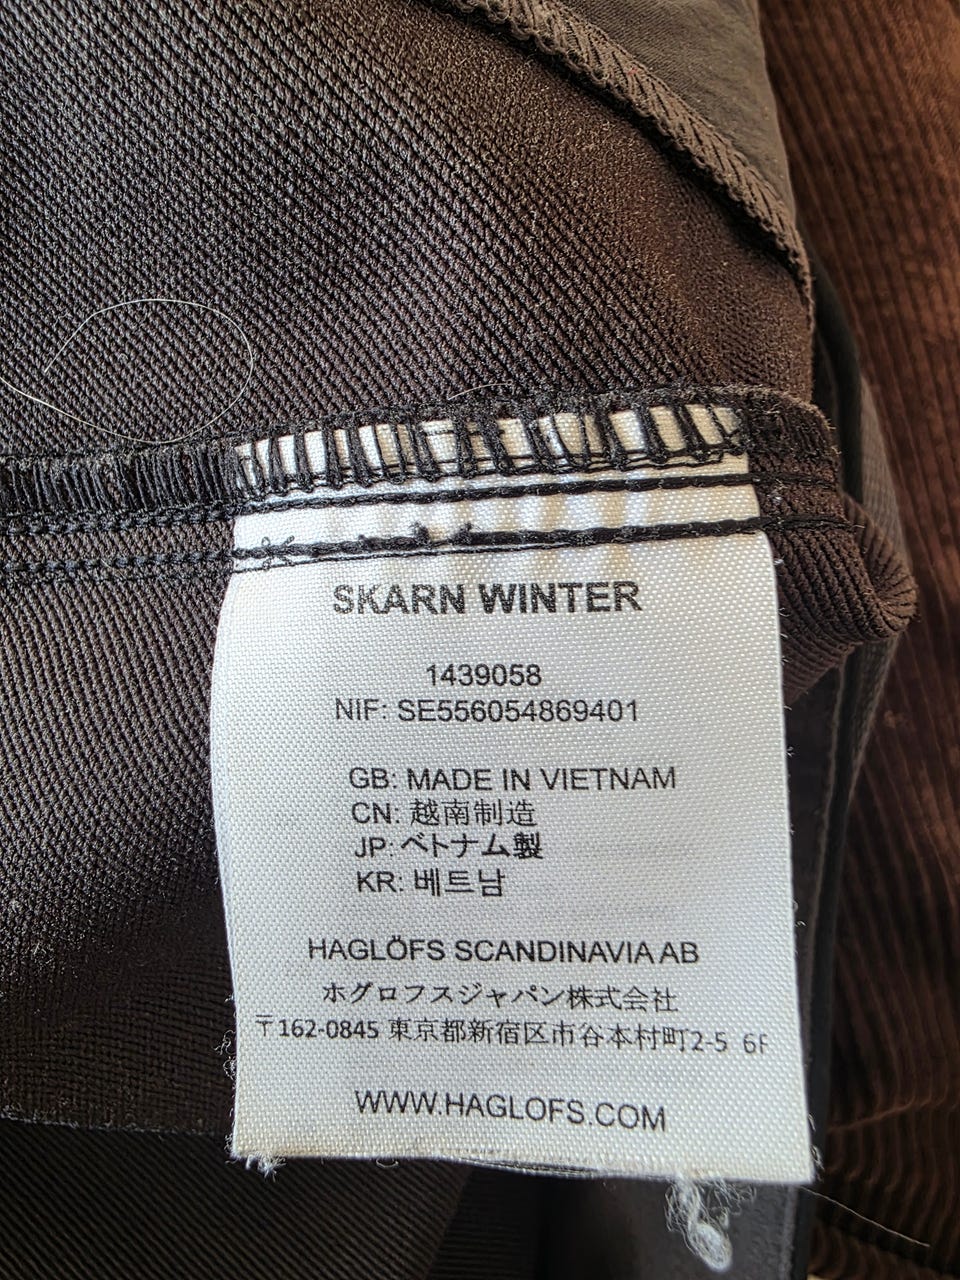 SKARN WINTER
1439058
NIF: SE556054869401
GB: MADE IN VIETNAM
CN: 越南制造
JP: ベトナム製
KR: 베트남
HAGLÖFS SCANDINAVIA AB
ホグロフスジャパン株式会社
〒162-0845 東京都新宿区市谷本村町2-5 6F
WWW.HAGLOFS.COM